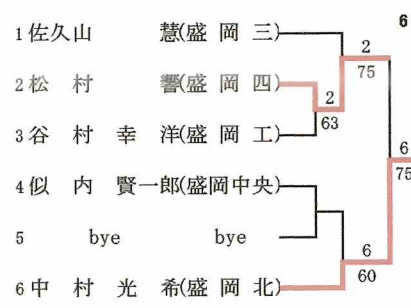 6
1 佐久山 慧(盛岡三)
2
75
2 松村 響(盛岡四)
2
63
3 谷村幸洋(盛岡工)
6
75
4 似内賢一郎(盛岡中央)
5 bye bye
6
60
6 中村光希(盛岡北)